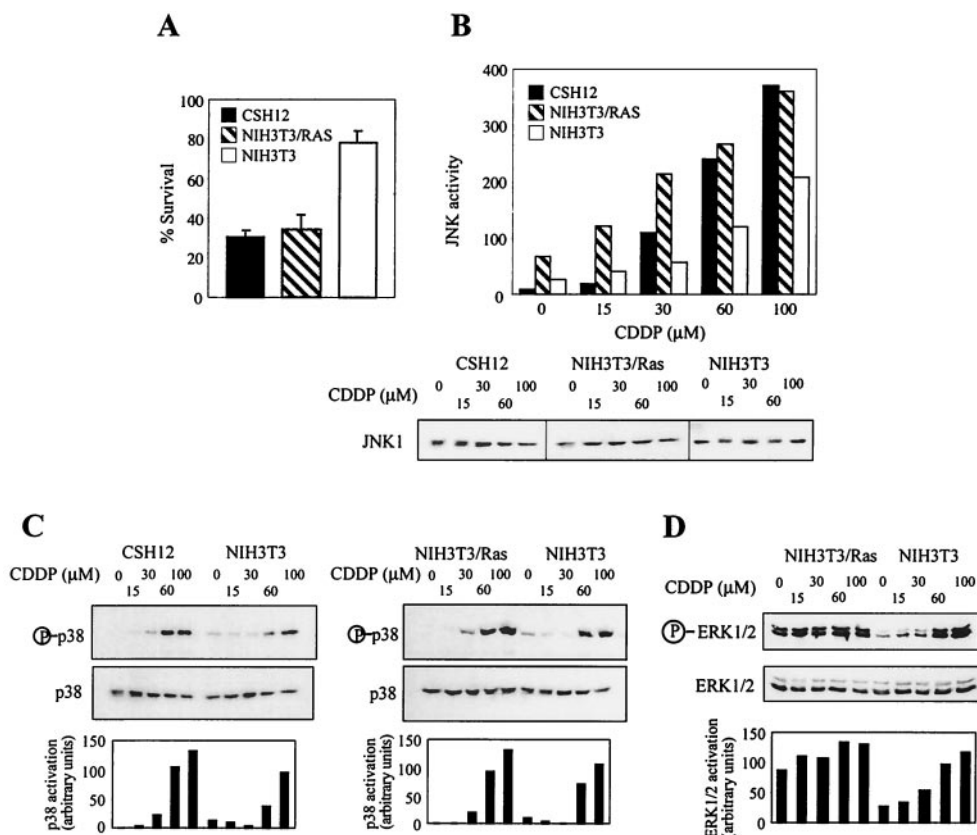 A
B
% Survival
100
80
60
40
20
0
CSH12
NIH3T3/RAS
NIH3T3
JNK activity
400
300
200
100
0
CSH12
NIH3T3/RAS
NIH3T3
0 15 30 60 100
CDDP (µM)
CSH12 NIH3T3/Ras NIH3T3
CDDP (µM) 0 15 30 60 100 0 15 30 60 100 0 15 30 60 100
JNK1
C
CSH12 NIH3T3
CDDP (µM) 0 15 30 60 100 0 15 30 60 100
P-p38
p38
p38 activation
(arbitrary units)
150
100
50
0
NIH3T3/Ras NIH3T3
CDDP (µM) 0 15 30 60 100 0 15 30 60 100
P-p38
p38
p38 activation
(arbitrary units)
150
100
50
0
D
NIH3T3/Ras NIH3T3
CDDP (µM) 0 15 30 60 100 0 15 30 60 100
P-ERK1/2
ERK1/2
ERK1/2 activation
(arbitrary units)
150
100
50
0